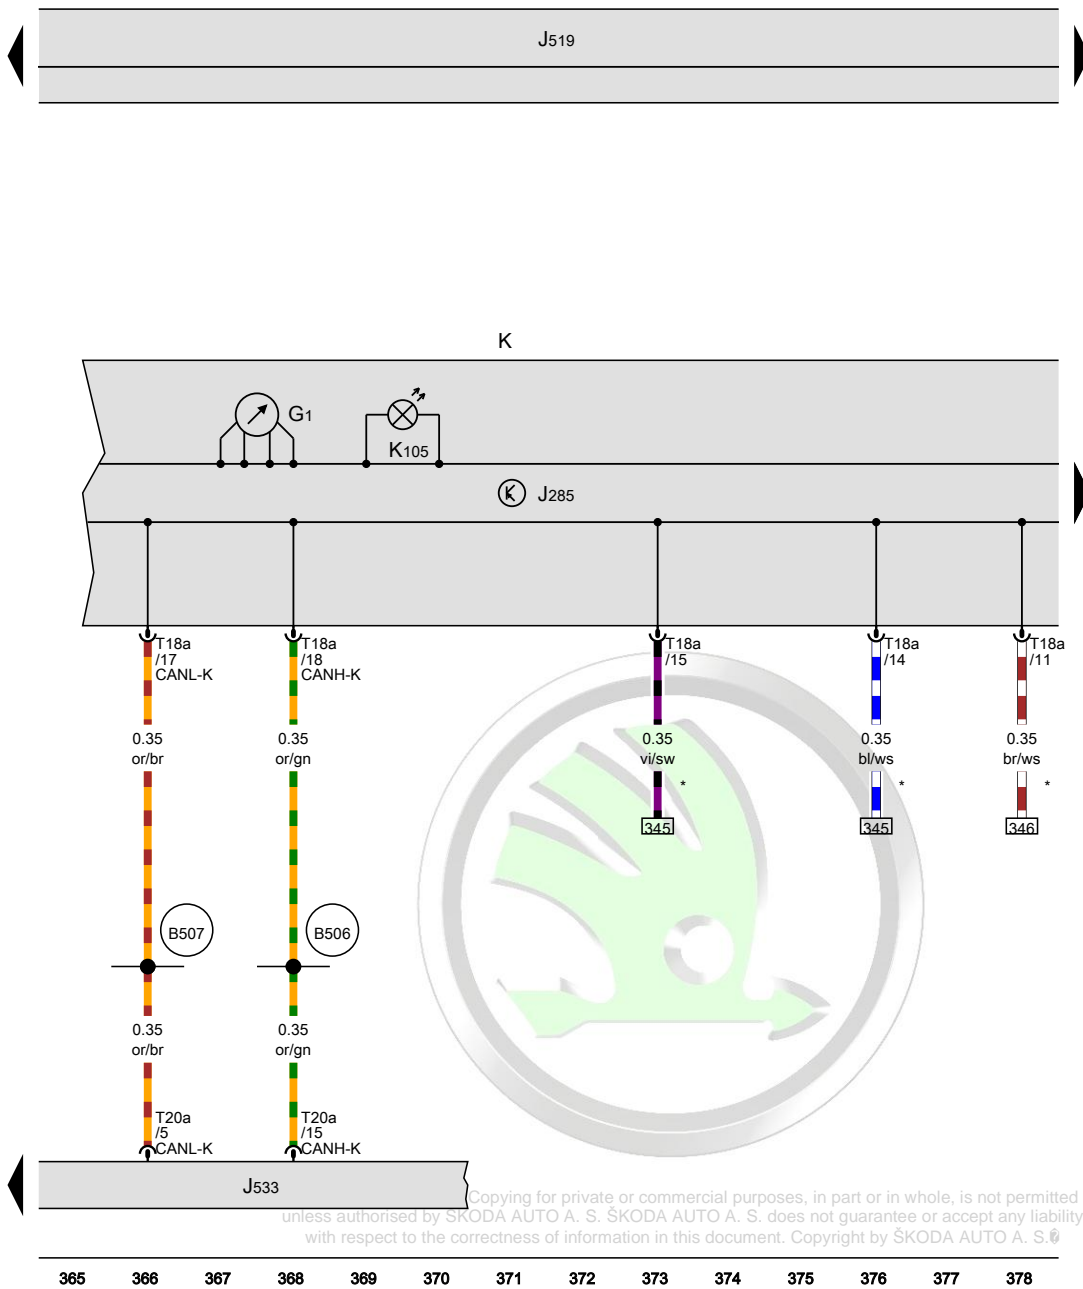 J519
K
G1
K105
J285
T18a
/17
CANL-K
T18a
/18
CANH-K
T18a
/15
T18a
/14
T18a
/11
0.35
or/br
0.35
or/gn
0.35
vi/sw
0.35
bl/ws
0.35
br/ws
*
*
*
345
345
346
B507
B506
0.35
or/br
0.35
or/gn
T20a
/5
CANL-K
T20a
/15
CANH-K
J533
Copying for private or commercial purposes, in part or in whole, is not permitted
unless authorised by ŠKODA AUTO A. S. ŠKODA AUTO A. S. does not guarantee or accept any liability
with respect to the correctness of information in this document. Copyright by ŠKODA AUTO A. S.�
365 366 367 368 369 370 371 372 373 374 375 376 377 378